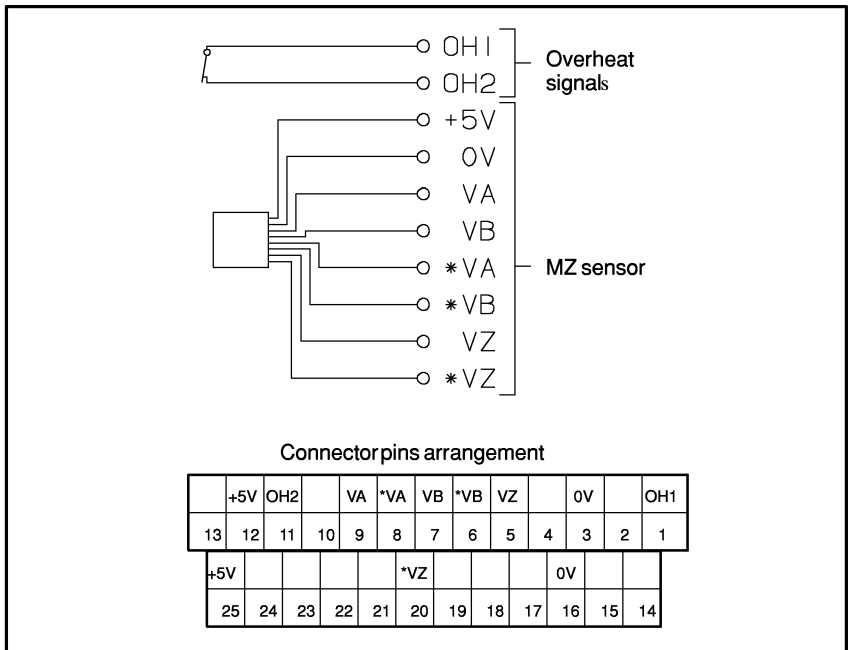 OH1
OH2
Overheat
signals
+5V
0V
VA
VB
*VA
*VB
VZ
*VZ
MZ sensor
Connector pins arrangement
+5V OH2 VA *VA VB *VB VZ 0V OH1
13 12 11 10 9 8 7 6 5 4 3 2 1
+5V *VZ 0V
25 24 23 22 21 20 19 18 17 16 15 14